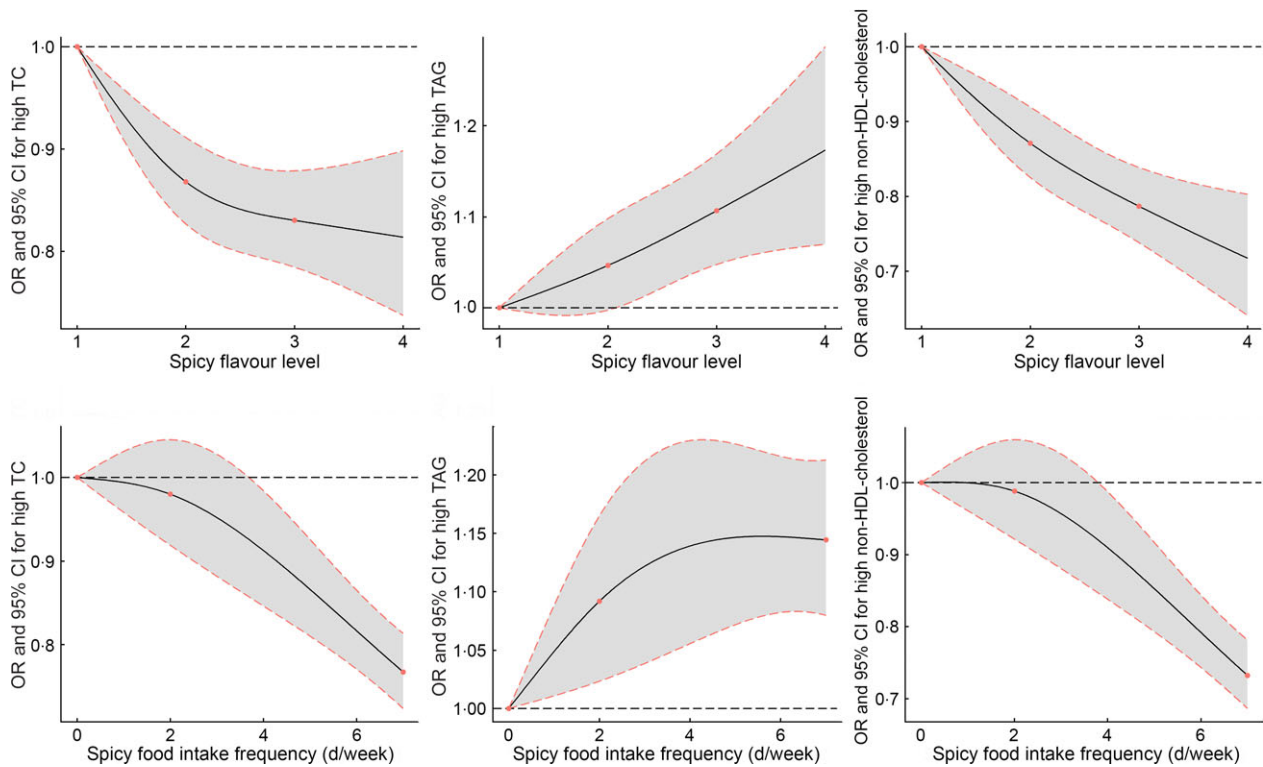 OR and 95% CI for high TC
1·0
0·9
0·8
1 2 3 4
Spicy flavour level
OR and 95% CI for high TAG
1·2
1·10
1·0
1 2 3 4
Spicy flavour level
OR and 95% CI for high non-HDL-cholesterol
1·0
0·9
0·8
0·7
1 2 3 4
Spicy flavour level
OR and 95% CI for high TC
1·0
0·9
0·8
0 2 4 6
Spicy food intake frequency (d/week)
OR and 95% CI for high TAG
1·20
1·15
1·10
1·05
1·00
0 2 4 6
Spicy food intake frequency (d/week)
OR and 95% CI for high non-HDL-cholesterol
1·0
0·9
0·8
0·7
0 2 4 6
Spicy food intake frequency (d/week)